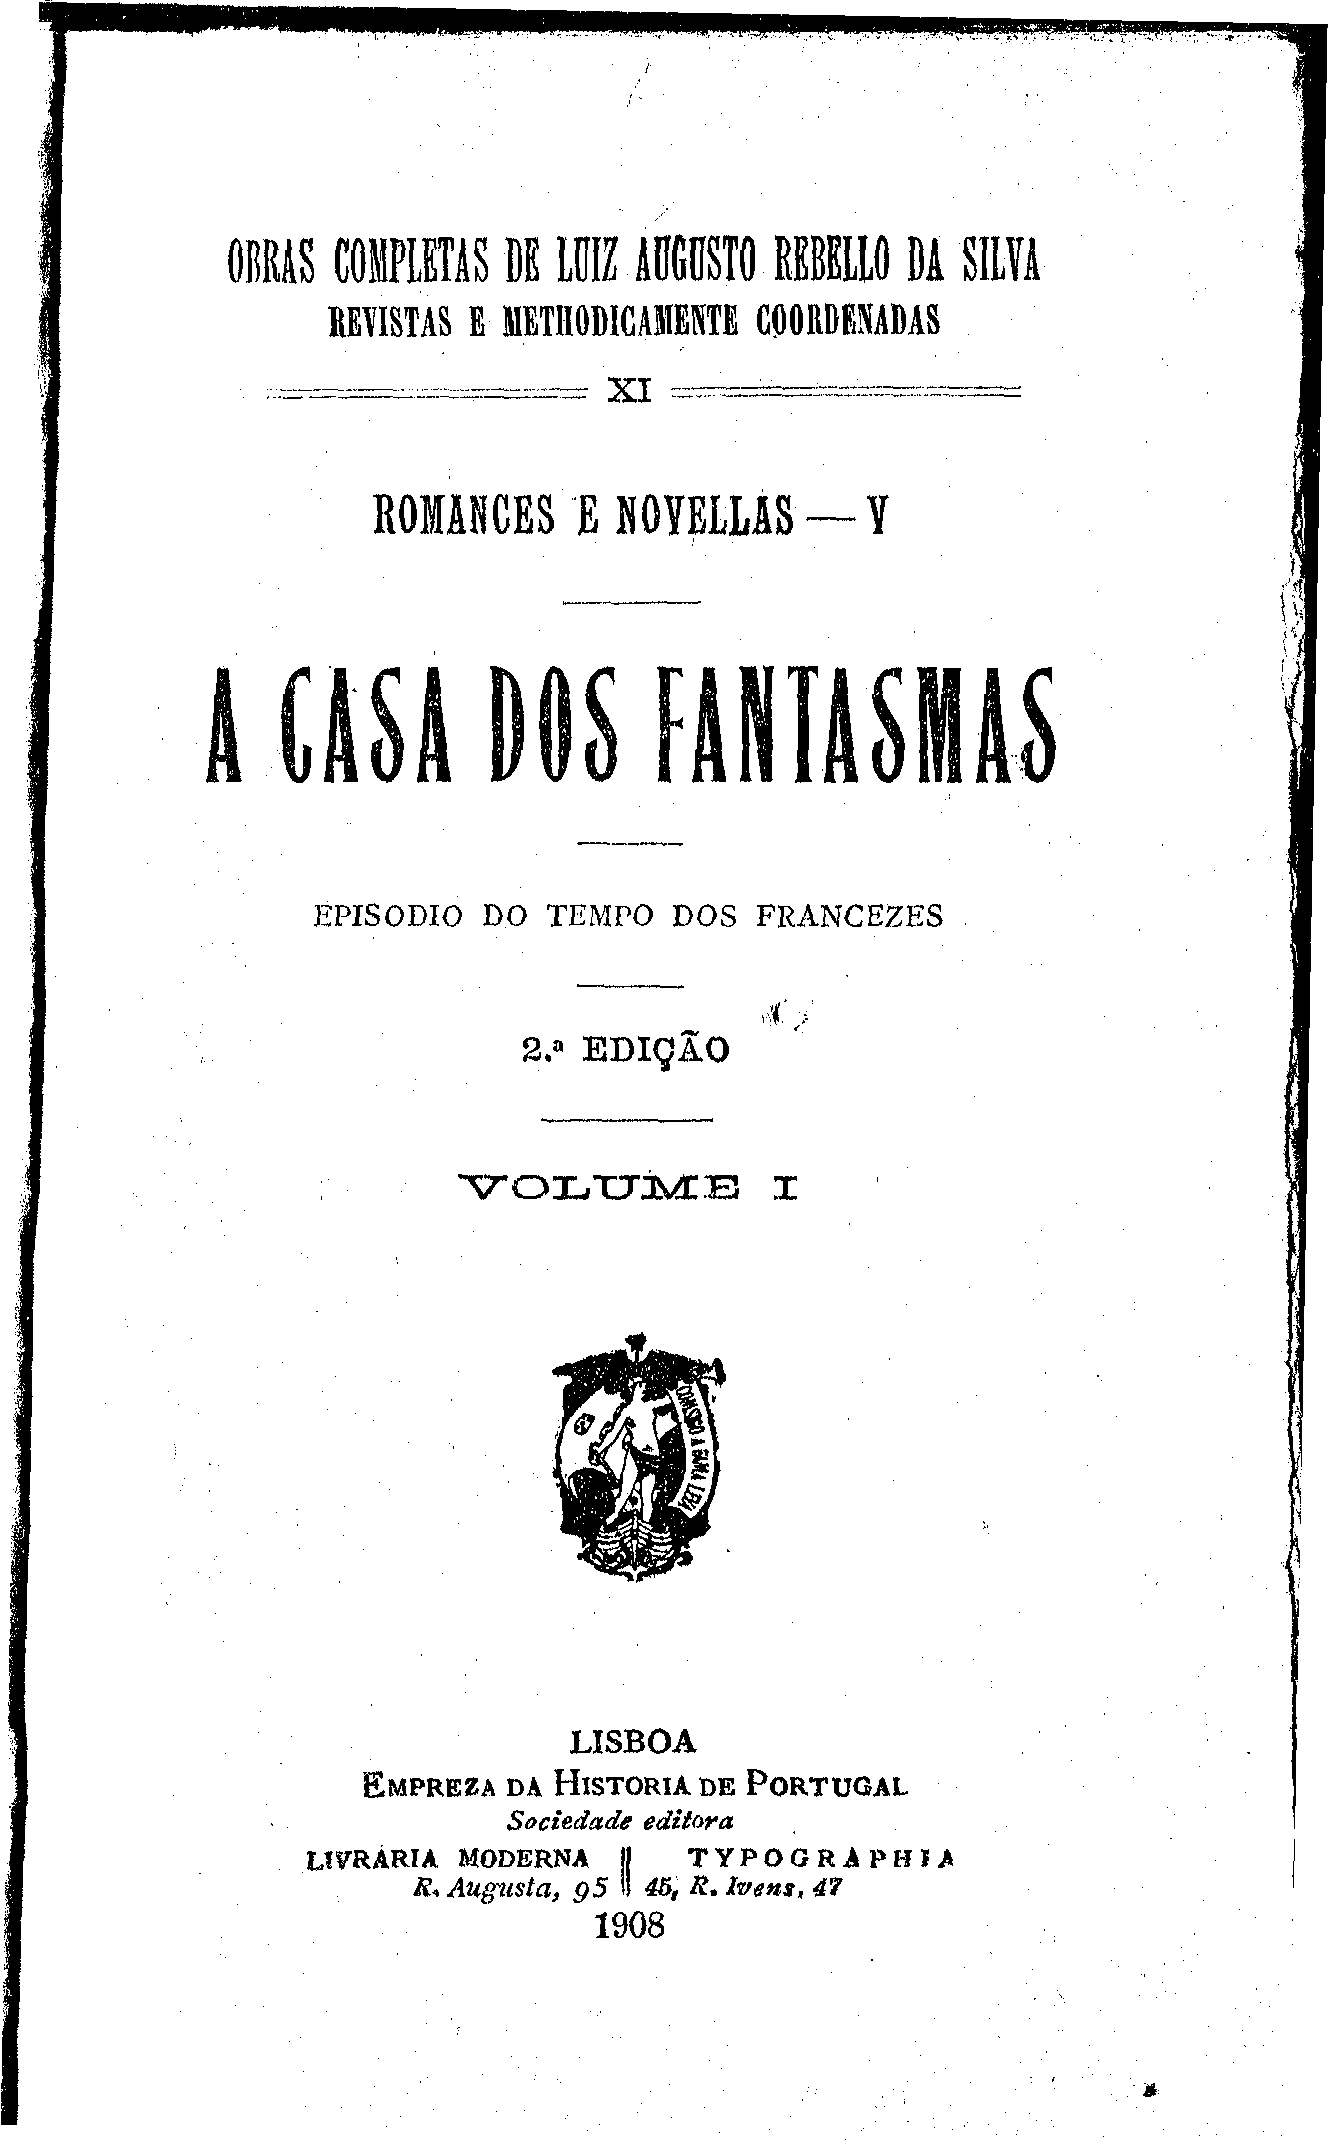 OBRAS COMPLETAS DE LUIZ AUGUSTO REBELLO DA SILVA
REVISTAS E METHODICAMENTE COORDENADAS
XI
ROMANCES E NOVELLAS — V
A CASA DOS FANTASMAS
EPISODIO DO TEMPO DOS FRANCEZES
2.ª EDIÇÃO
VOLUME I
LISBOA
EMPREZA DA HISTORIA DE PORTUGAL
Sociedade editora
LIVRARIA MODERNA || TYPOGRAPHIA
R. Augusta, 95 || 45, R. Ivens, 47
1908